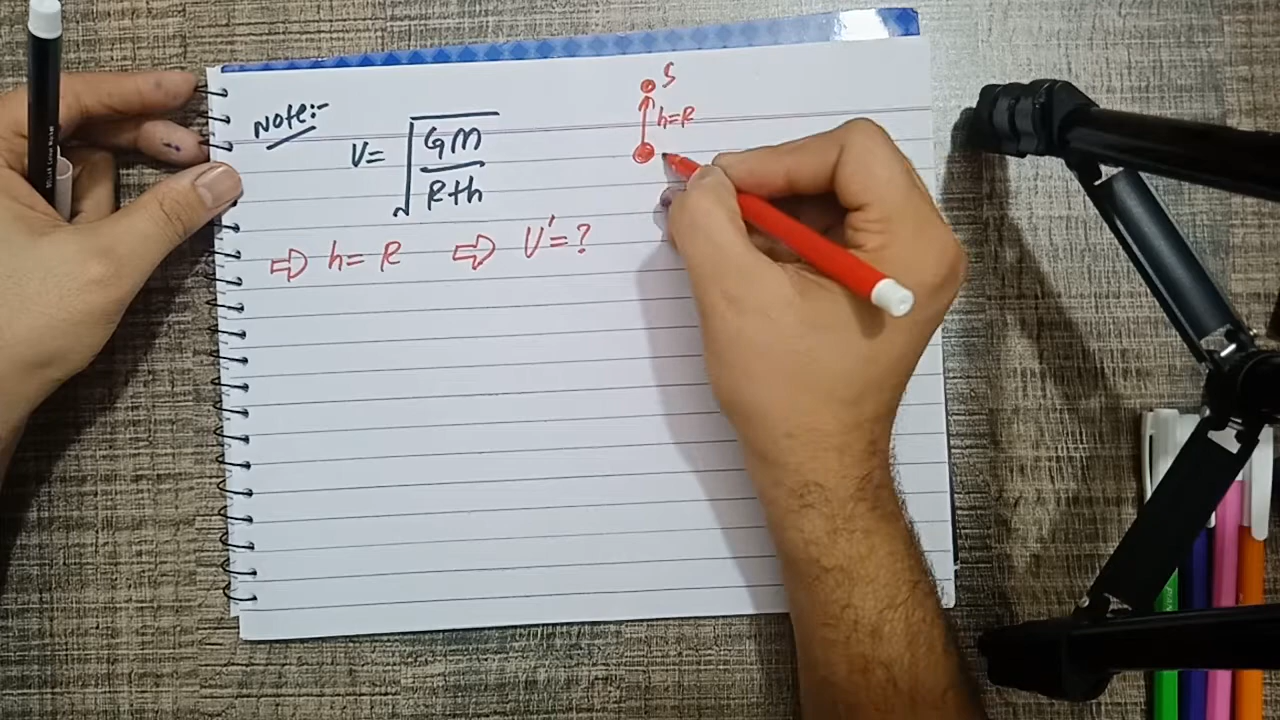 Note:-
V= √GM/R+h
⇨ h= R ⇨ V'= ?
S
h=R